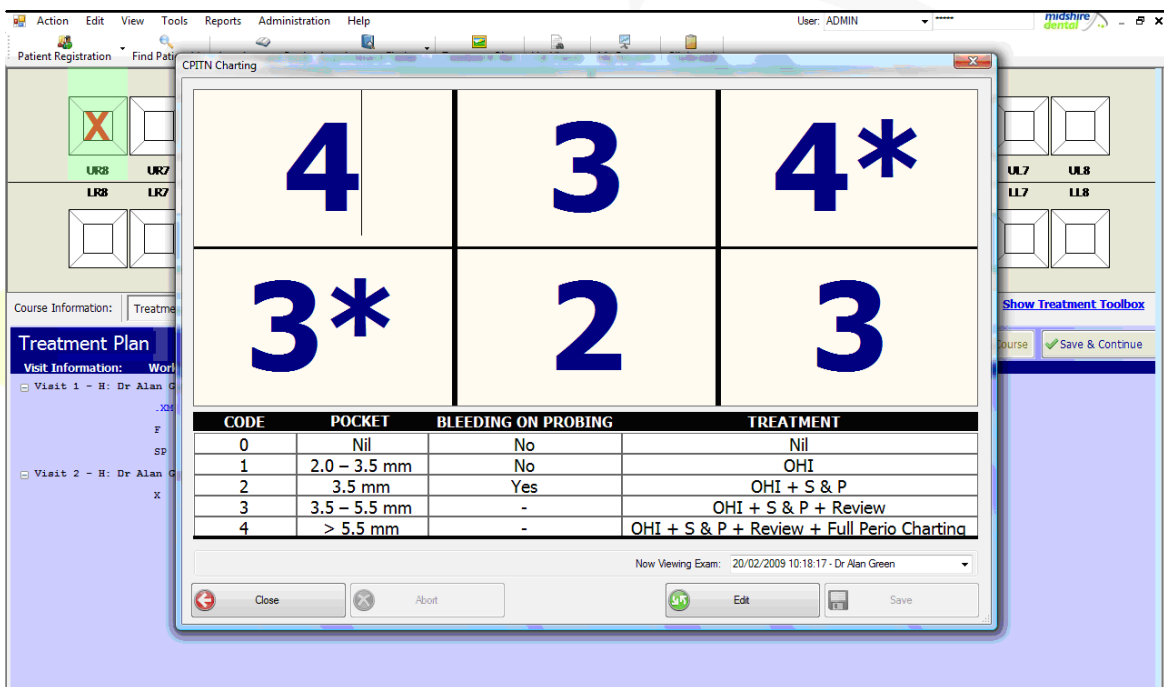 Action Edit View Tools Reports Administration Help User: ADMIN ***** midshire dental
Patient Registration Find
CPITN Charting
4 3 4*
3* 2 3
X
UR8 UR7 UL7 UL8
LR8 LR7 LL7 LL8
Course Information: Show Treatment Toolbox
Treatment Plan Save & Continue
Visit Information:
Visit 1 - H: Dr Alan G
F
SP
Visit 2 - H: Dr Alan G
X
CODE POCKET BLEEDING ON PROBING TREATMENT
0 Nil No Nil
1 2.0 – 3.5 mm No OHI
2 3.5 mm Yes OHI + S & P
3 3.5 – 5.5 mm - OHI + S & P + Review
4 > 5.5 mm - OHI + S & P + Review + Full Perio Charting
Now Viewing Exam: 20/02/2009 10:18:17 - Dr Alan Green
Close Abort Edit Save